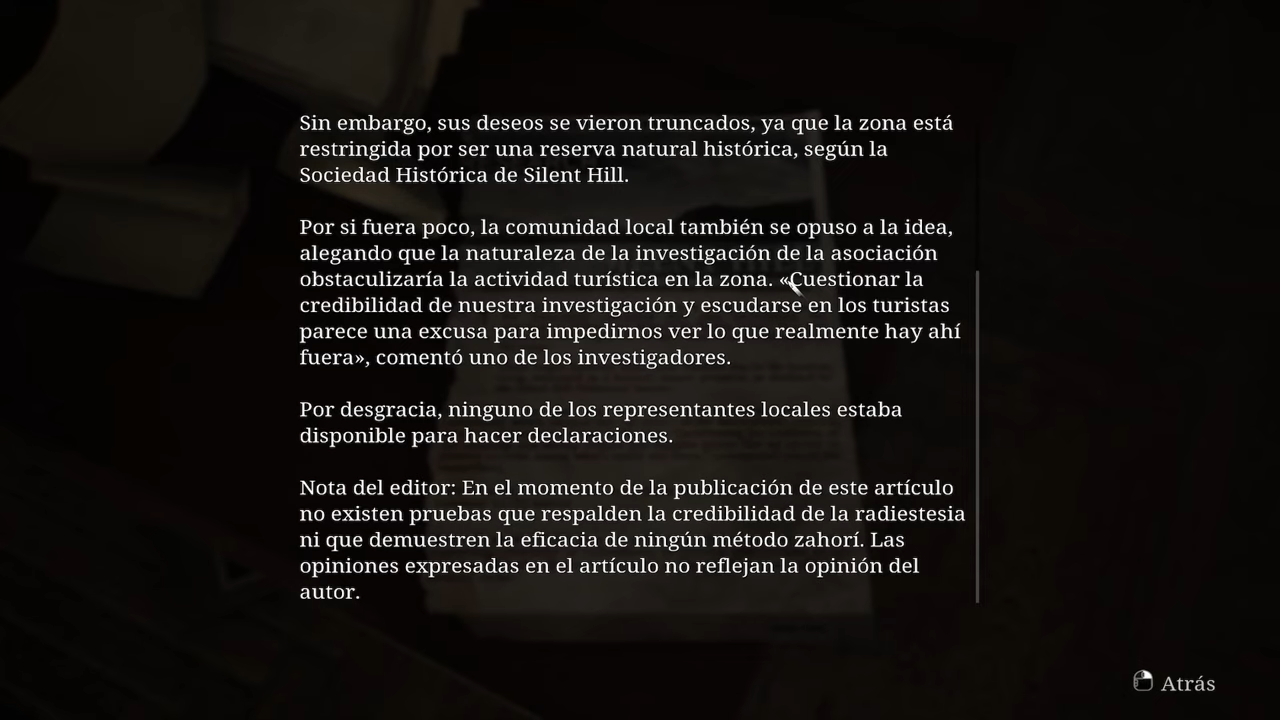 Sin embargo, sus deseos se vieron truncados, ya que la zona está
restringida por ser una reserva natural histórica, según la
Sociedad Histórica de Silent Hill.
Por si fuera poco, la comunidad local también se opuso a la idea,
alegando que la naturaleza de la investigación de la asociación
obstaculizaría la actividad turística en la zona. «Cuestionar la
credibilidad de nuestra investigación y escudarse en los turistas
parece una excusa para impedirnos ver lo que realmente hay ahí
fuera», comentó uno de los investigadores.
Por desgracia, ninguno de los representantes locales estaba
disponible para hacer declaraciones.
Nota del editor: En el momento de la publicación de este artículo
no existen pruebas que respalden la credibilidad de la radiestesia
ni que demuestren la eficacia de ningún método zahorí. Las
opiniones expresadas en el artículo no reflejan la opinión del
autor.
Atrás